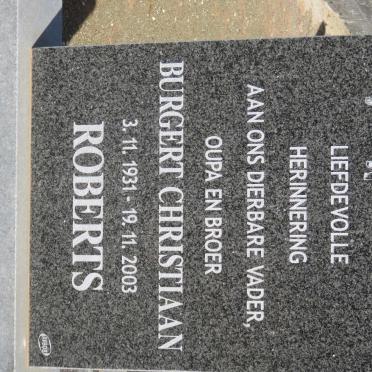 LIEFDEVOLLE
HERINNERING
AAN ONS DIERBARE VADER,
OUPA EN BROER
BURGERT CHRISTIAAN
3. 11. 1931 - 19. 11. 2003
ROBERTS